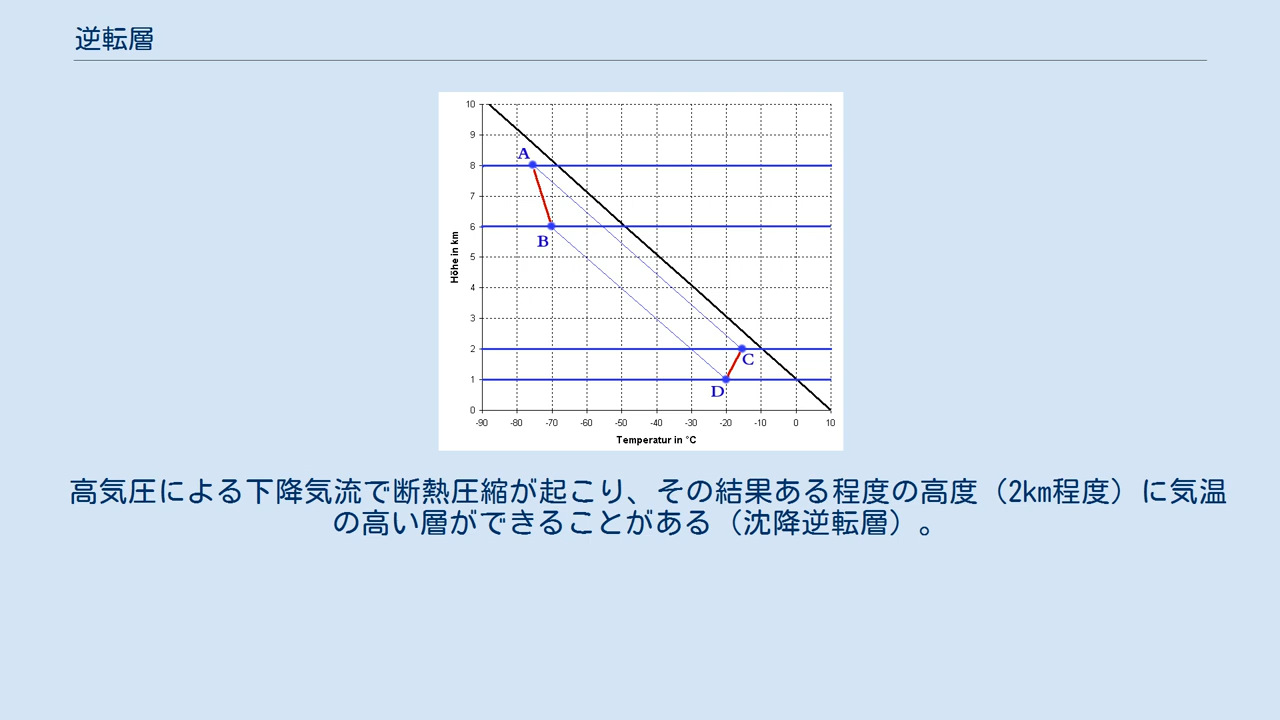 逆転層
10
9
A
8
7
6
B
5
4
3
2
C
1
D
0
-90 -80 -70 -60 -50 -40 -30 -20 -10 0 10
Höhe in km
Temperatur in °C
高気圧による下降気流で断熱圧縮が起こり、その結果ある程度の高度（2km程度）に気温
の高い層ができることがある（沈降逆転層）。